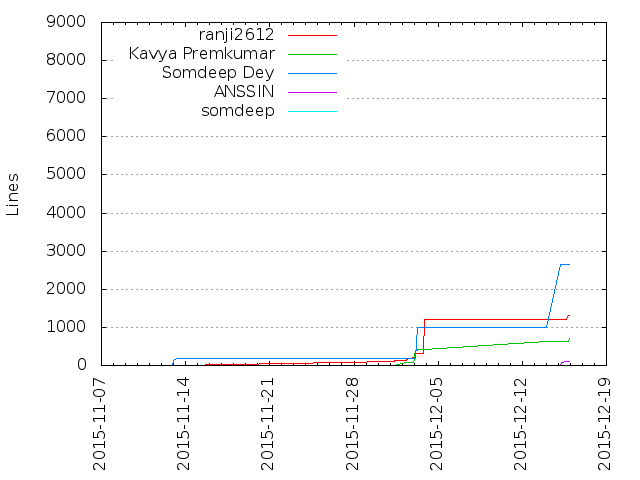 9000
8000
7000
6000
5000
4000
3000
2000
1000
0
Lines
ranji2612
Kavya Premkumar
Somdeep Dey
ANSSIN
somdeep
2015-11-07
2015-11-14
2015-11-21
2015-11-28
2015-12-05
2015-12-12
2015-12-19